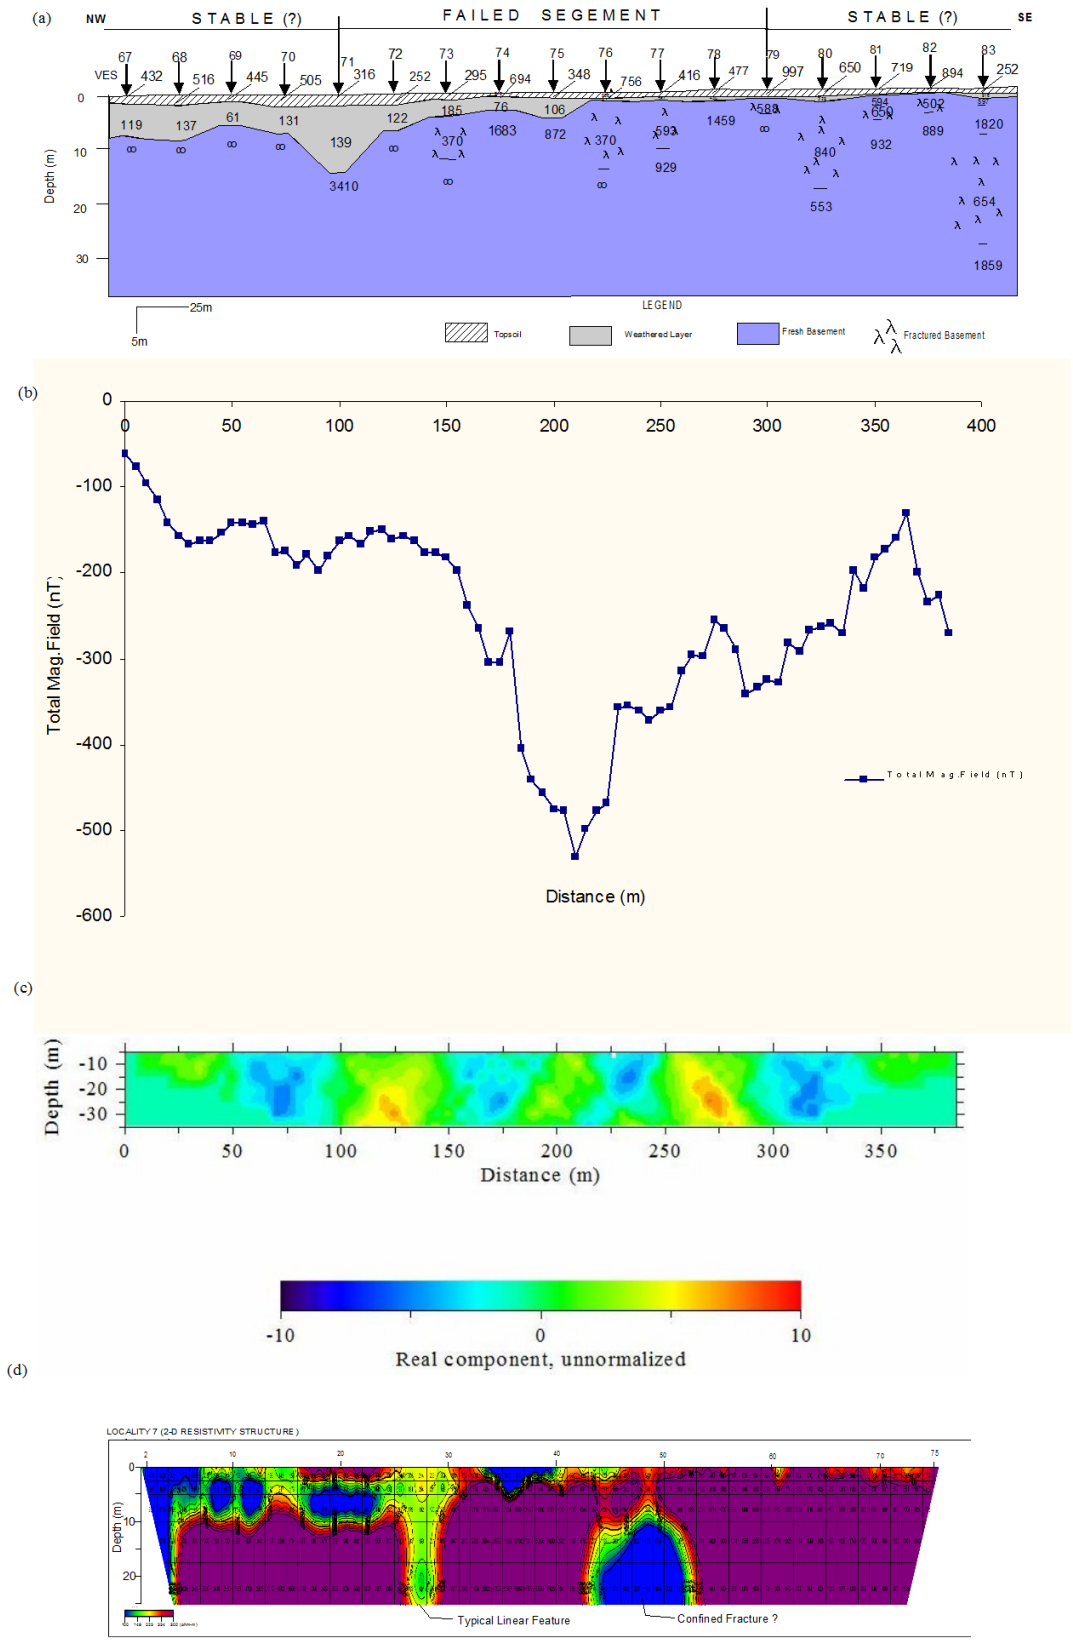 (a)
NW
STABLE (?)
FAILED SEGEMENT
STABLE (?)
SE
67 68 69 70 71 72 73 74 75 76 77 78 79 80 81 82 83
VES 432 516 445 505 316 252 295 694 348 756 416 477 997 650 719 894 252
0
10
20
30
Depth (m)
119 137 61 131 139 122 185 76 106 588 594 502
∞ ∞ ∞ ∞ 3410 ∞ 370 1683 872 370 593 1459 ∞ 840 650 889 1820
∞ ∞ 929 553 932 654
1859
25m
5m
LEGEND
Topsoil
Weathered Layer
Fresh Basement
Fractured Basement
(b)
0
-100
-200
-300
-400
-500
-600
0 50 100 150 200 250 300 350 400
Total Mag.Field (nT)
Total Mag.Field (nT)
Distance (m)
(c)
Depth (m)
-10
-20
-30
0 50 100 150 200 250 300 350
Distance (m)
-10 0 10
Real component, unnormalized
(d)
LOCALITY 7 (2-D RESISTIVITY STRUCTURE)
2 10 20 30 40 50 60 70 75
0
10
20
Depth (m)
Typical Linear Feature
Confined Fracture ?